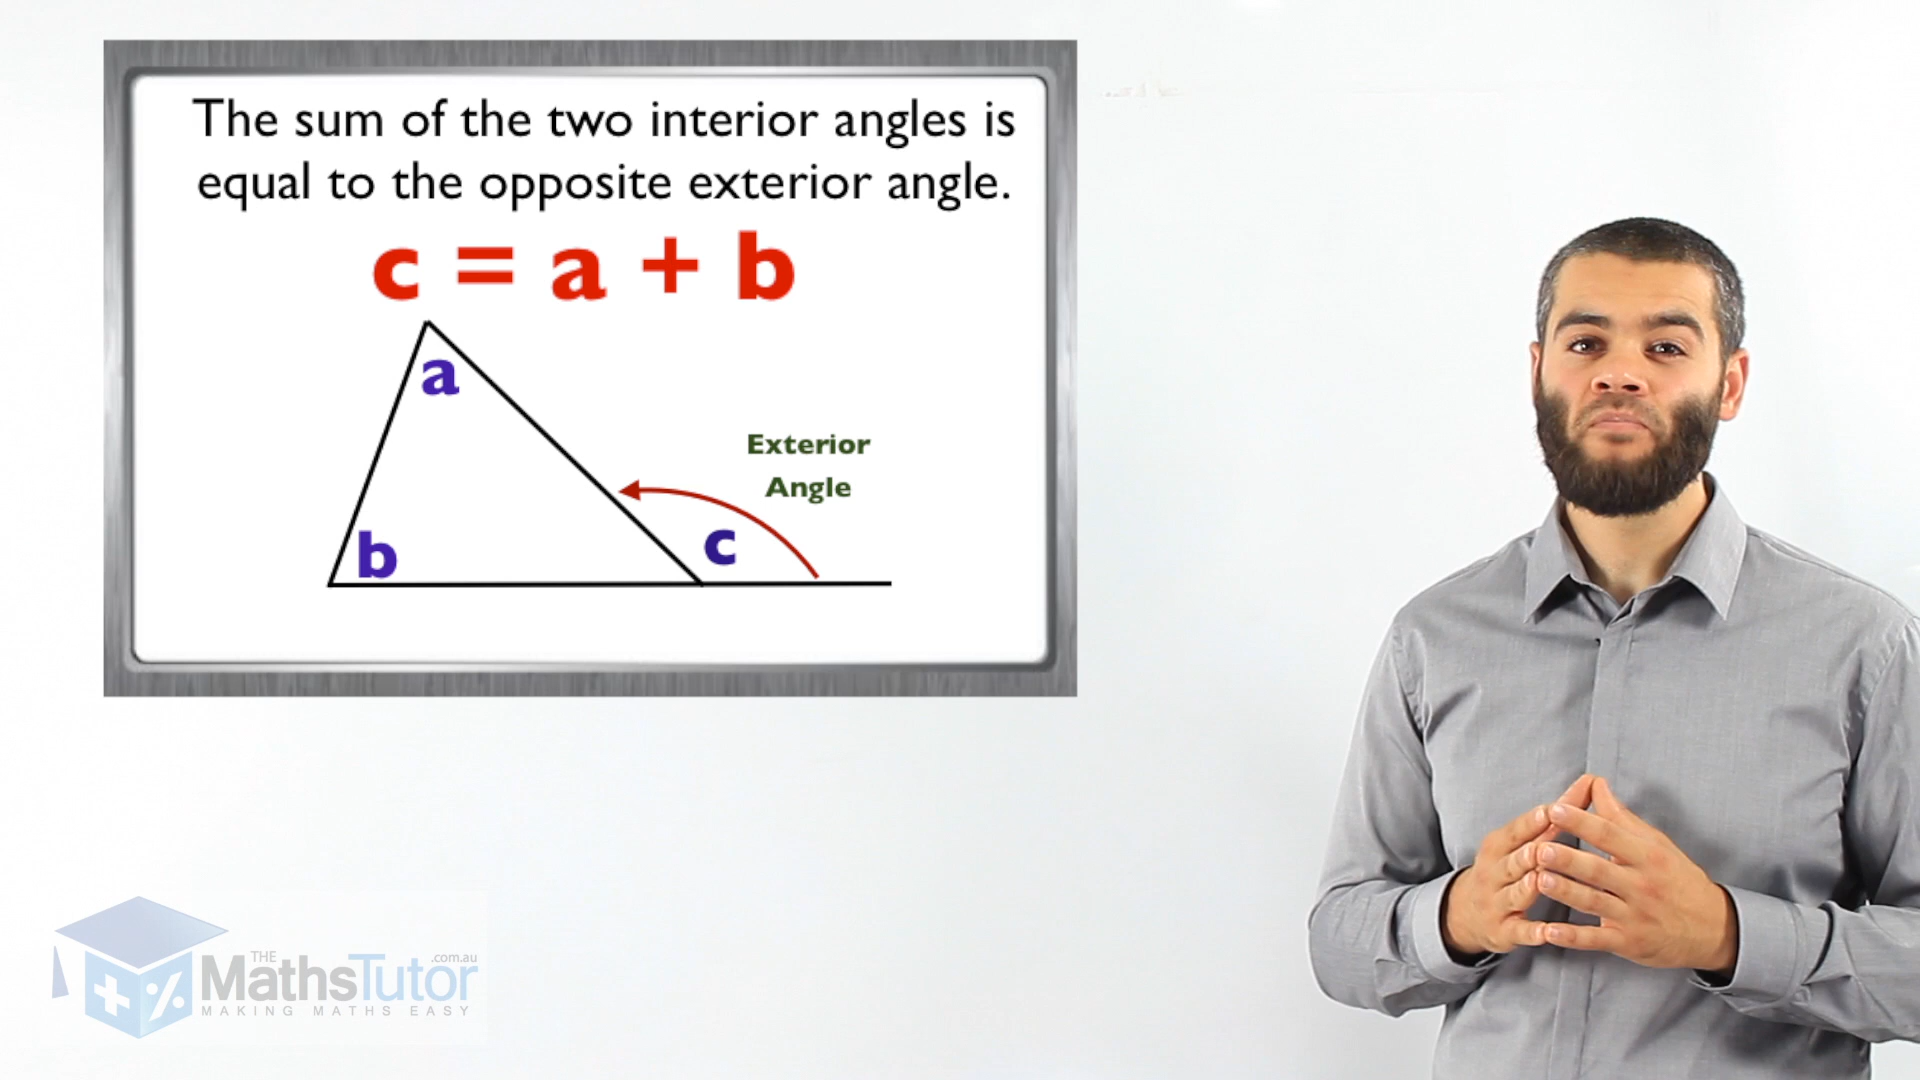 The sum of the two interior angles is
equal to the opposite exterior angle.
c = a + b
a
Exterior
Angle
b
c
THE
MathsTutor
.com.au
MAKING MATHS EASY